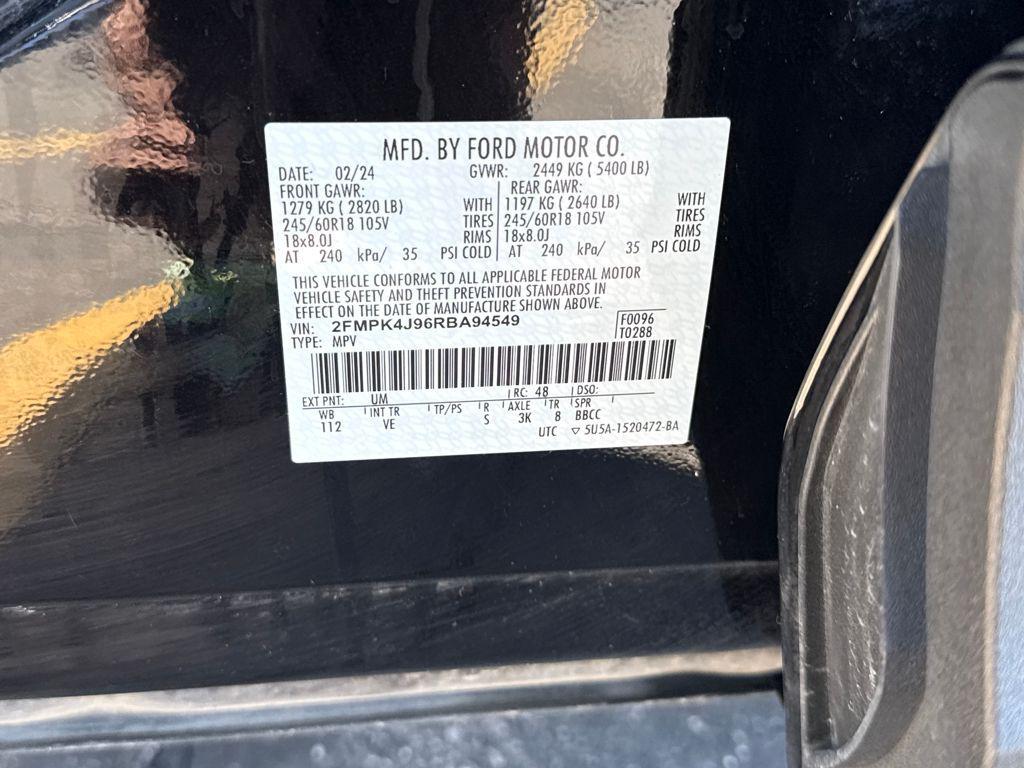 MFD. BY FORD MOTOR CO.
DATE: 02/24 GVWR: 2449 KG ( 5400 LB)
FRONT GAWR: REAR GAWR:
1279 KG ( 2820 LB) WITH 1197 KG ( 2640 LB) WITH
245/60R18 105V TIRES 245/60R18 105V TIRES
18x8.0J RIMS 18x8.0J RIMS
AT 240 kPa/ 35 PSI COLD AT 240 kPa/ 35 PSI COLD
THIS VEHICLE CONFORMS TO ALL APPLICABLE FEDERAL MOTOR
VEHICLE SAFETY AND THEFT PREVENTION STANDARDS IN
EFFECT ON THE DATE OF MANUFACTURE SHOWN ABOVE.
VIN: 2FMPK4J96RBA94549 F0096
TYPE: MPV T0288
EXT PNT: UM RC: 48 DSO:
WB INT TR TP/PS R AXLE TR SPR
112 VE S 3K 8 BBCC
UTC ▽ 5U5A-1520472-BA